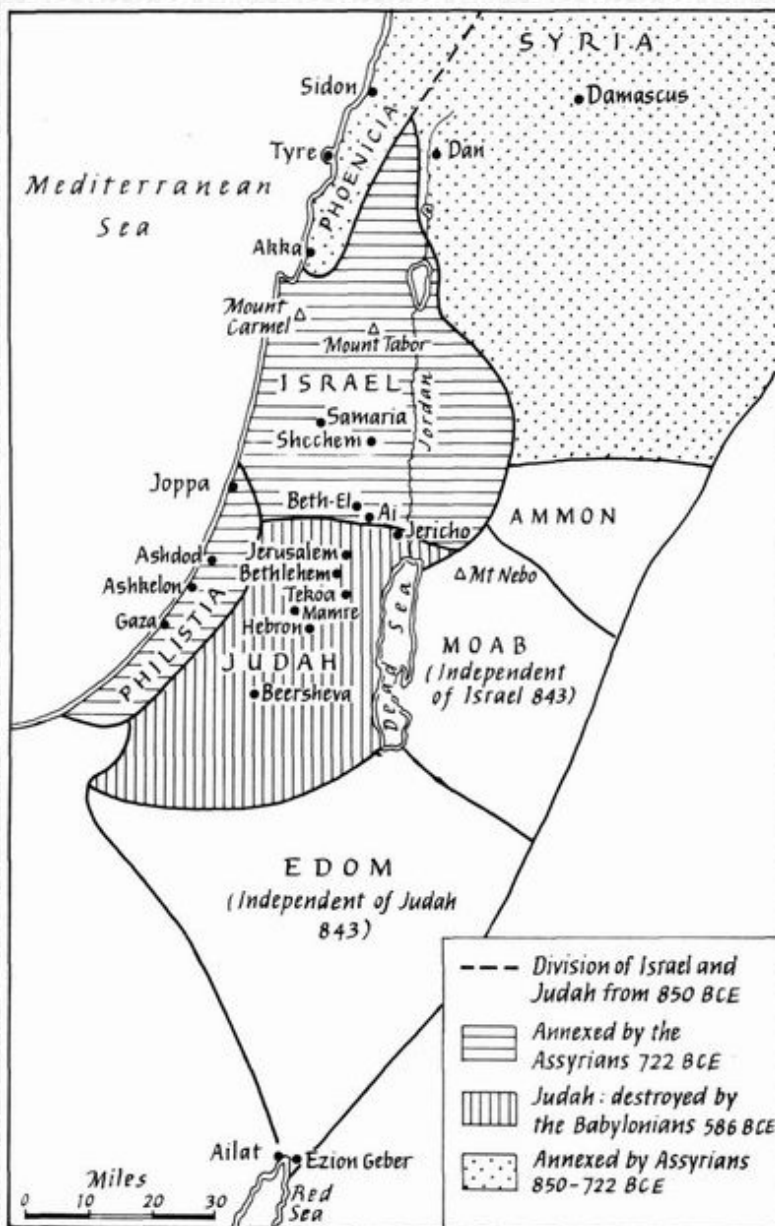 SYRIA
Sidon
Damascus
PHOENICIA
Tyre
Dan
Mediterranean
Sea
Akka
Mount
Carmel
Mount Tabor
ISRAEL
Jordan
Samaria
Shcchem
Joppa
Beth-El
Ai
AMMON
Jericho
Jerusalem
Ashdod
Bethlehem
Mt Nebo
Ashkelon
Tekoa
Mamre
Gaza
Hebron
PHILISTIA
JUDAH
Dead Sea
MOAB
(Independent
of Israel 843)
Beersheva
EDOM
(Independent of Judah
843)
Division of Israel and
Judah from 850 BCE
Annexed by the
Assyrians 722 BCE
Judah: destroyed by
the Babylonians 586 BCE
Annexed by Assyrians
850-722 BCE
Ailat
Ezion Geber
Red
Sea
Miles
0 10 20 30